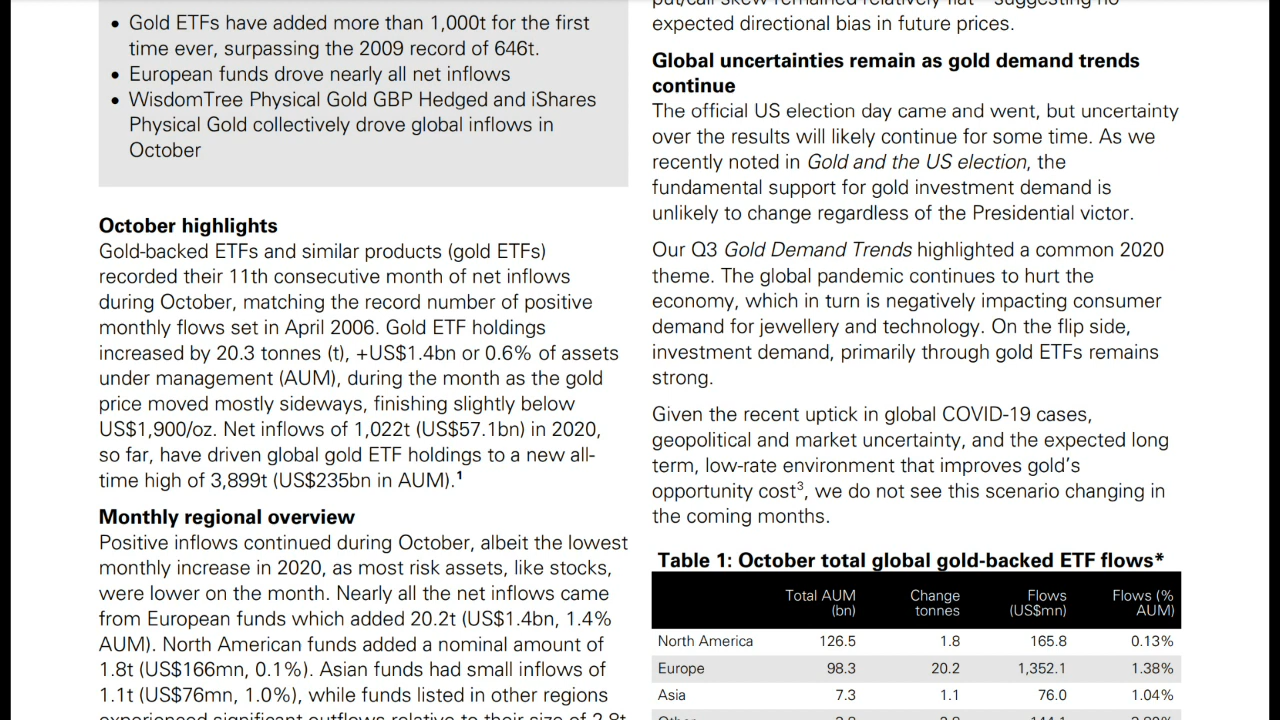 • Gold ETFs have added more than 1,000t for the first
time ever, surpassing the 2009 record of 646t.
• European funds drove nearly all net inflows
• WisdomTree Physical Gold GBP Hedged and iShares
Physical Gold collectively drove global inflows in
October
October highlights
Gold-backed ETFs and similar products (gold ETFs)
recorded their 11th consecutive month of net inflows
during October, matching the record number of positive
monthly flows set in April 2006. Gold ETF holdings
increased by 20.3 tonnes (t), +US$1.4bn or 0.6% of assets
under management (AUM), during the month as the gold
price moved mostly sideways, finishing slightly below
US$1,900/oz. Net inflows of 1,022t (US$57.1bn) in 2020,
so far, have driven global gold ETF holdings to a new all-
time high of 3,899t (US$235bn in AUM).¹
Monthly regional overview
Positive inflows continued during October, albeit the lowest
monthly increase in 2020, as most risk assets, like stocks,
were lower on the month. Nearly all the net inflows came
from European funds which added 20.2t (US$1.4bn, 1.4%
AUM). North American funds added a nominal amount of
1.8t (US$166mn, 0.1%). Asian funds had small inflows of
1.1t (US$76mn, 1.0%), while funds listed in other regions
experienced significant outflows relative to their size of 2.8t
put/call skew remained relatively flat suggesting no
expected directional bias in future prices.
Global uncertainties remain as gold demand trends
continue
The official US election day came and went, but uncertainty
over the results will likely continue for some time. As we
recently noted in Gold and the US election, the
fundamental support for gold investment demand is
unlikely to change regardless of the Presidential victor.
Our Q3 Gold Demand Trends highlighted a common 2020
theme. The global pandemic continues to hurt the
economy, which in turn is negatively impacting consumer
demand for jewellery and technology. On the flip side,
investment demand, primarily through gold ETFs remains
strong.
Given the recent uptick in global COVID-19 cases,
geopolitical and market uncertainty, and the expected long
term, low-rate environment that improves gold’s
opportunity cost³, we do not see this scenario changing in
the coming months.
Table 1: October total global gold-backed ETF flows*
Total AUM (bn) Change tonnes Flows (US$mn) Flows (% AUM)
North America 126.5 1.8 165.8 0.13%
Europe 98.3 20.2 1,352.1 1.38%
Asia 7.3 1.1 76.0 1.04%
Other